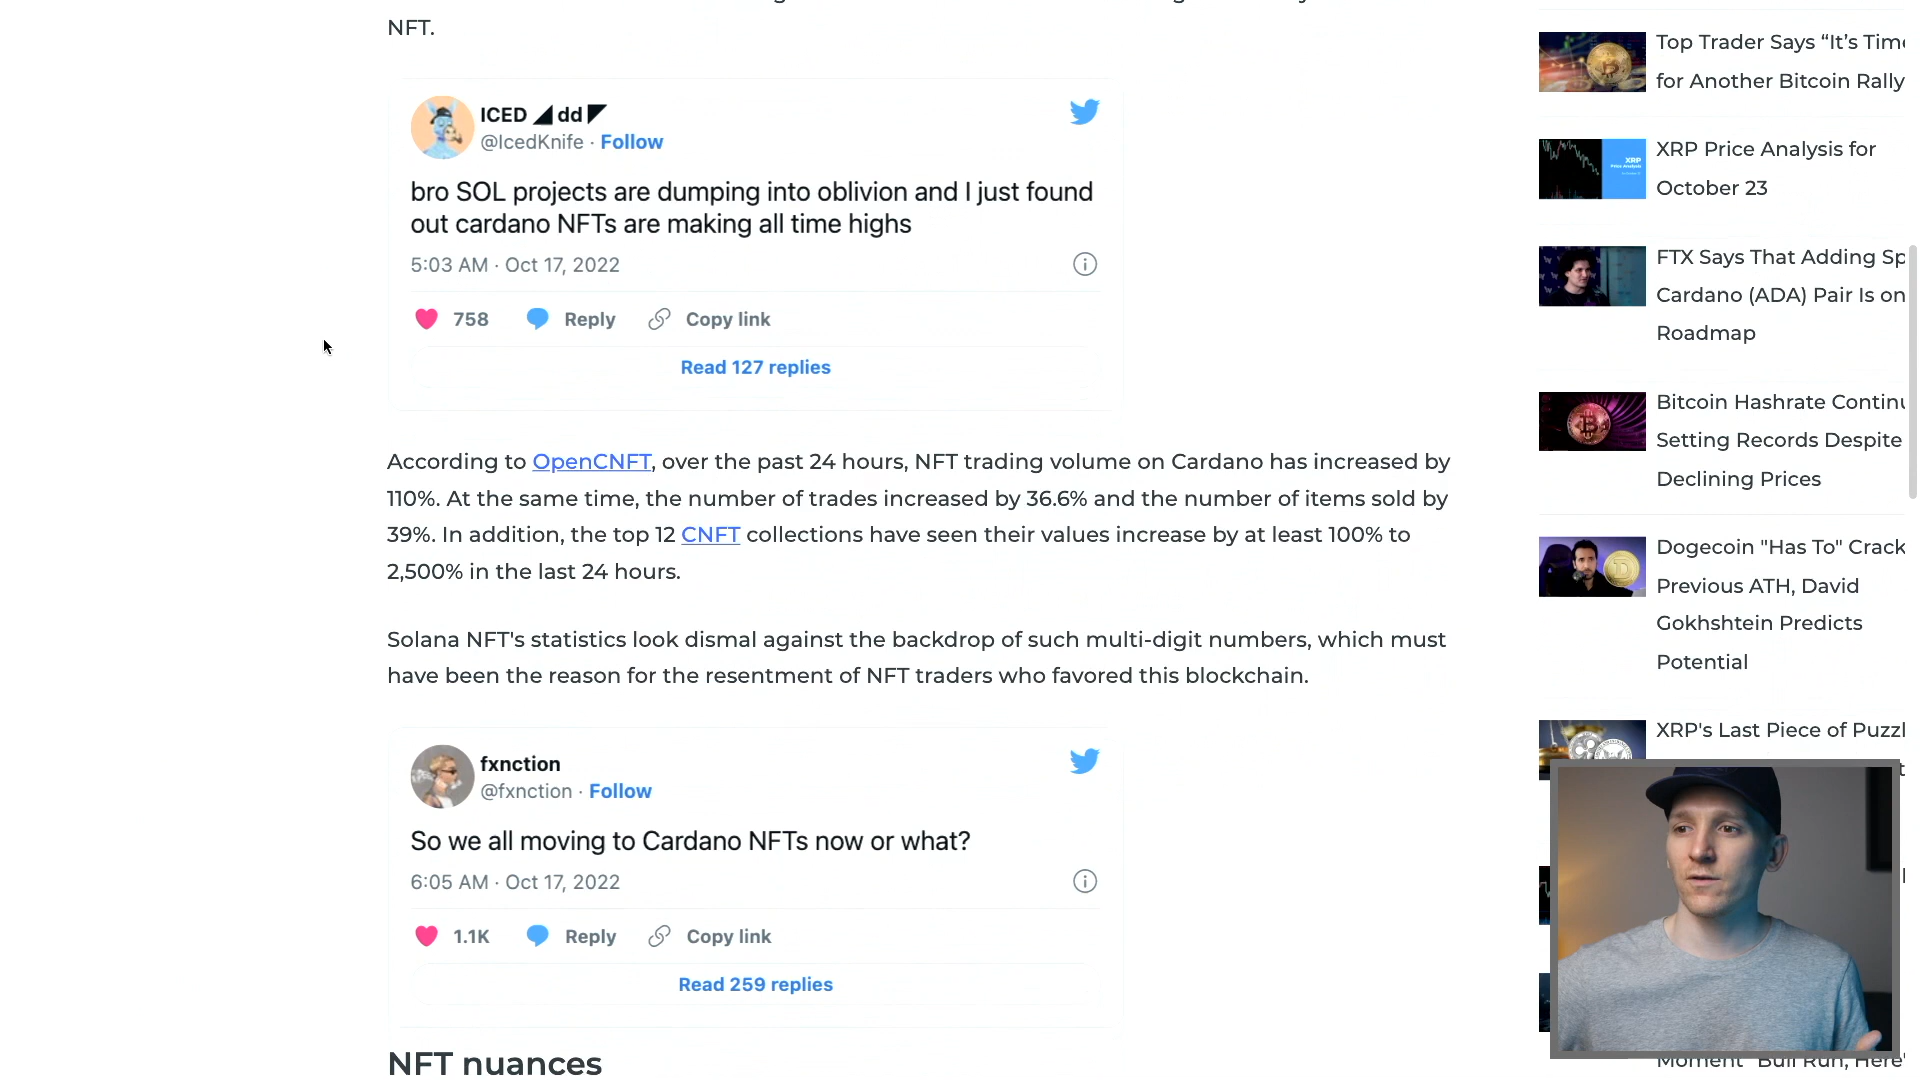 NFT.
ICED ◢ dd ◤
@IcedKnife · Follow
bro SOL projects are dumping into oblivion and I just found
out cardano NFTs are making all time highs
5:03 AM · Oct 17, 2022
758 Reply Copy link
Read 127 replies
According to OpenCNFT, over the past 24 hours, NFT trading volume on Cardano has increased by
110%. At the same time, the number of trades increased by 36.6% and the number of items sold by
39%. In addition, the top 12 CNFT collections have seen their values increase by at least 100% to
2,500% in the last 24 hours.
Solana NFT's statistics look dismal against the backdrop of such multi-digit numbers, which must
have been the reason for the resentment of NFT traders who favored this blockchain.
fxnction
@fxnction · Follow
So we all moving to Cardano NFTs now or what?
6:05 AM · Oct 17, 2022
1.1K Reply Copy link
Read 259 replies
NFT nuances
Top Trader Says “It’s Time
for Another Bitcoin Rally
XRP
Price Analysis
XRP Price Analysis for
October 23
FTX Says That Adding Sp
Cardano (ADA) Pair Is on
Roadmap
Bitcoin Hashrate Continu
Setting Records Despite
Declining Prices
Dogecoin "Has To" Crack
Previous ATH, David
Gokhshtein Predicts
Potential
XRP's Last Piece of Puzzl
Moment" Bull Run, Here